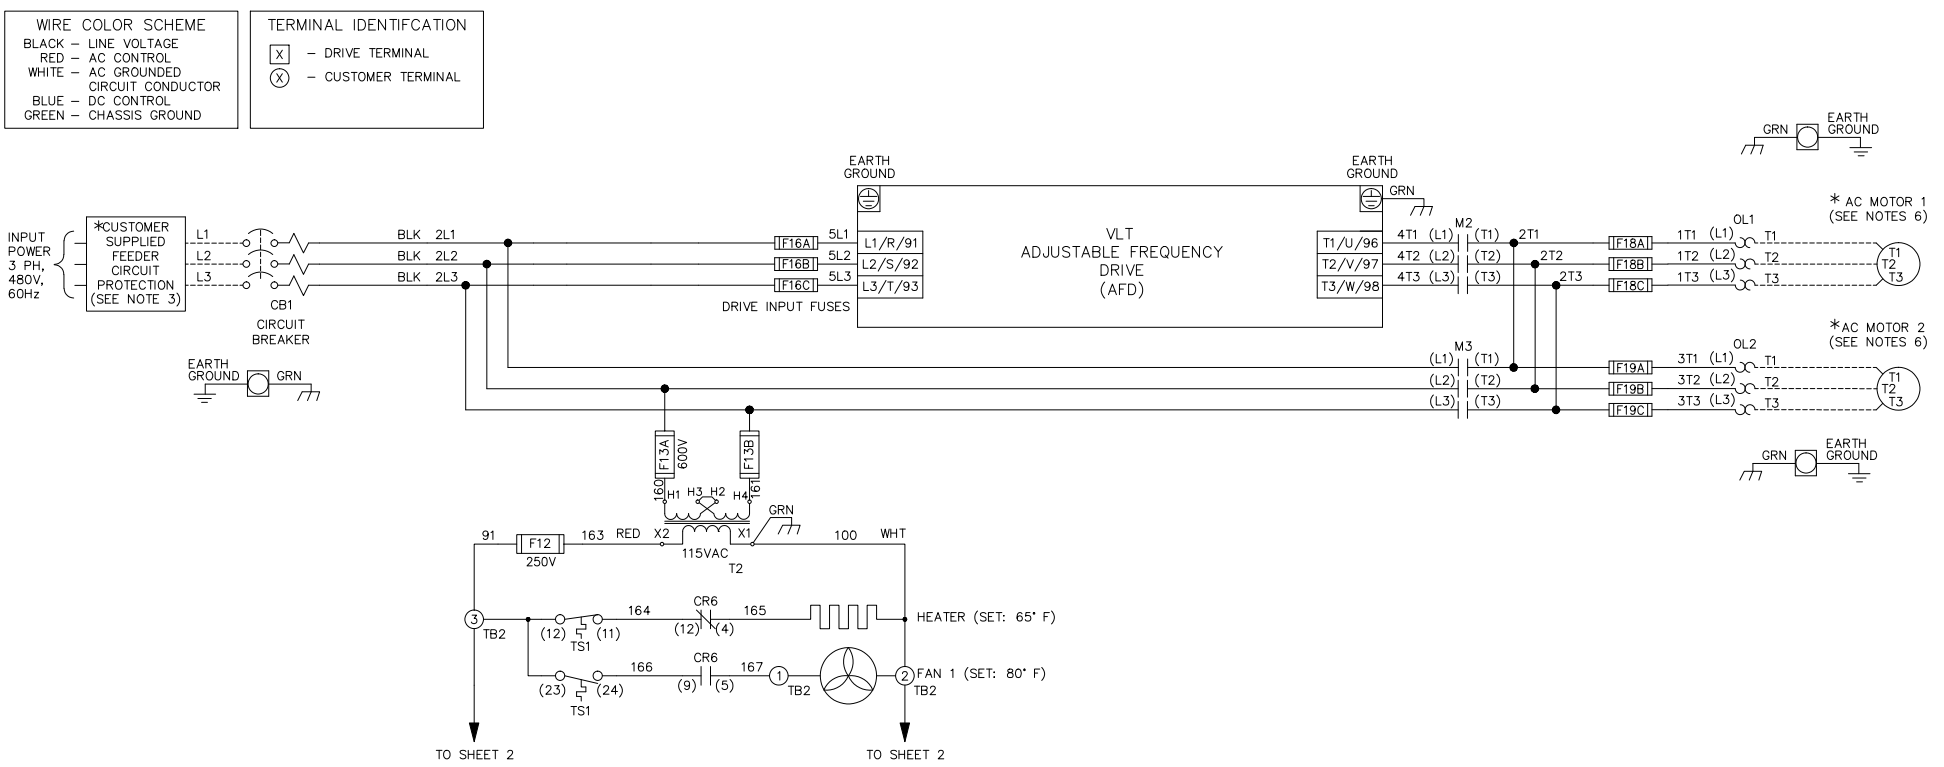 WIRE COLOR SCHEME
BLACK – LINE VOLTAGE
RED – AC CONTROL
WHITE – AC GROUNDED
CIRCUIT CONDUCTOR
BLUE – DC CONTROL
GREEN – CHASSIS GROUND
TERMINAL IDENTIFCATION
X – DRIVE TERMINAL
X – CUSTOMER TERMINAL
GRN
EARTH
GROUND
INPUT
POWER
3 PH,
480V,
60Hz
*CUSTOMER
SUPPLIED
FEEDER
CIRCUIT
PROTECTION
(SEE NOTE 3)
L1
L2
L3
CB1
CIRCUIT
BREAKER
BLK 2L1
BLK 2L2
BLK 2L3
F16A
F16B
F16C
DRIVE INPUT FUSES
5L1
5L2
5L3
EARTH
GROUND
L1/R/91
L2/S/92
L3/T/93
VLT
ADJUSTABLE FREQUENCY
DRIVE
(AFD)
EARTH
GROUND
GRN
T1/U/96
T2/V/97
T3/W/98
4T1 (L1)
4T2 (L2)
4T3 (L3)
M2
(T1)
(T2)
(T3)
2T1
2T2
2T3
F18A
F18B
F18C
1T1 (L1)
1T2 (L2)
1T3 (L3)
OL1
T1
T2
T3
* AC MOTOR 1
(SEE NOTES 6)
T1
T2
T3
EARTH
GROUND
GRN
M3
(L1) (T1)
(L2) (T2)
(L3) (T3)
F19A
F19B
F19C
3T1 (L1)
3T2 (L2)
3T3 (L3)
OL2
T1
T2
T3
* AC MOTOR 2
(SEE NOTES 6)
T1
T2
T3
GRN
EARTH
GROUND
F13A
600V
F13B
160
161
H1 H3 H2 H4
GRN
91
F12
250V
163 RED X2
X1
100 WHT
115VAC
T2
3
TB2
(12) (11)
TS1
164
CR6
(12) (4)
165
HEATER (SET: 65° F)
(23) (24)
TS1
166
CR6
(9) (5)
167
1
TB2
2
TB2
FAN 1 (SET: 80° F)
TO SHEET 2
TO SHEET 2